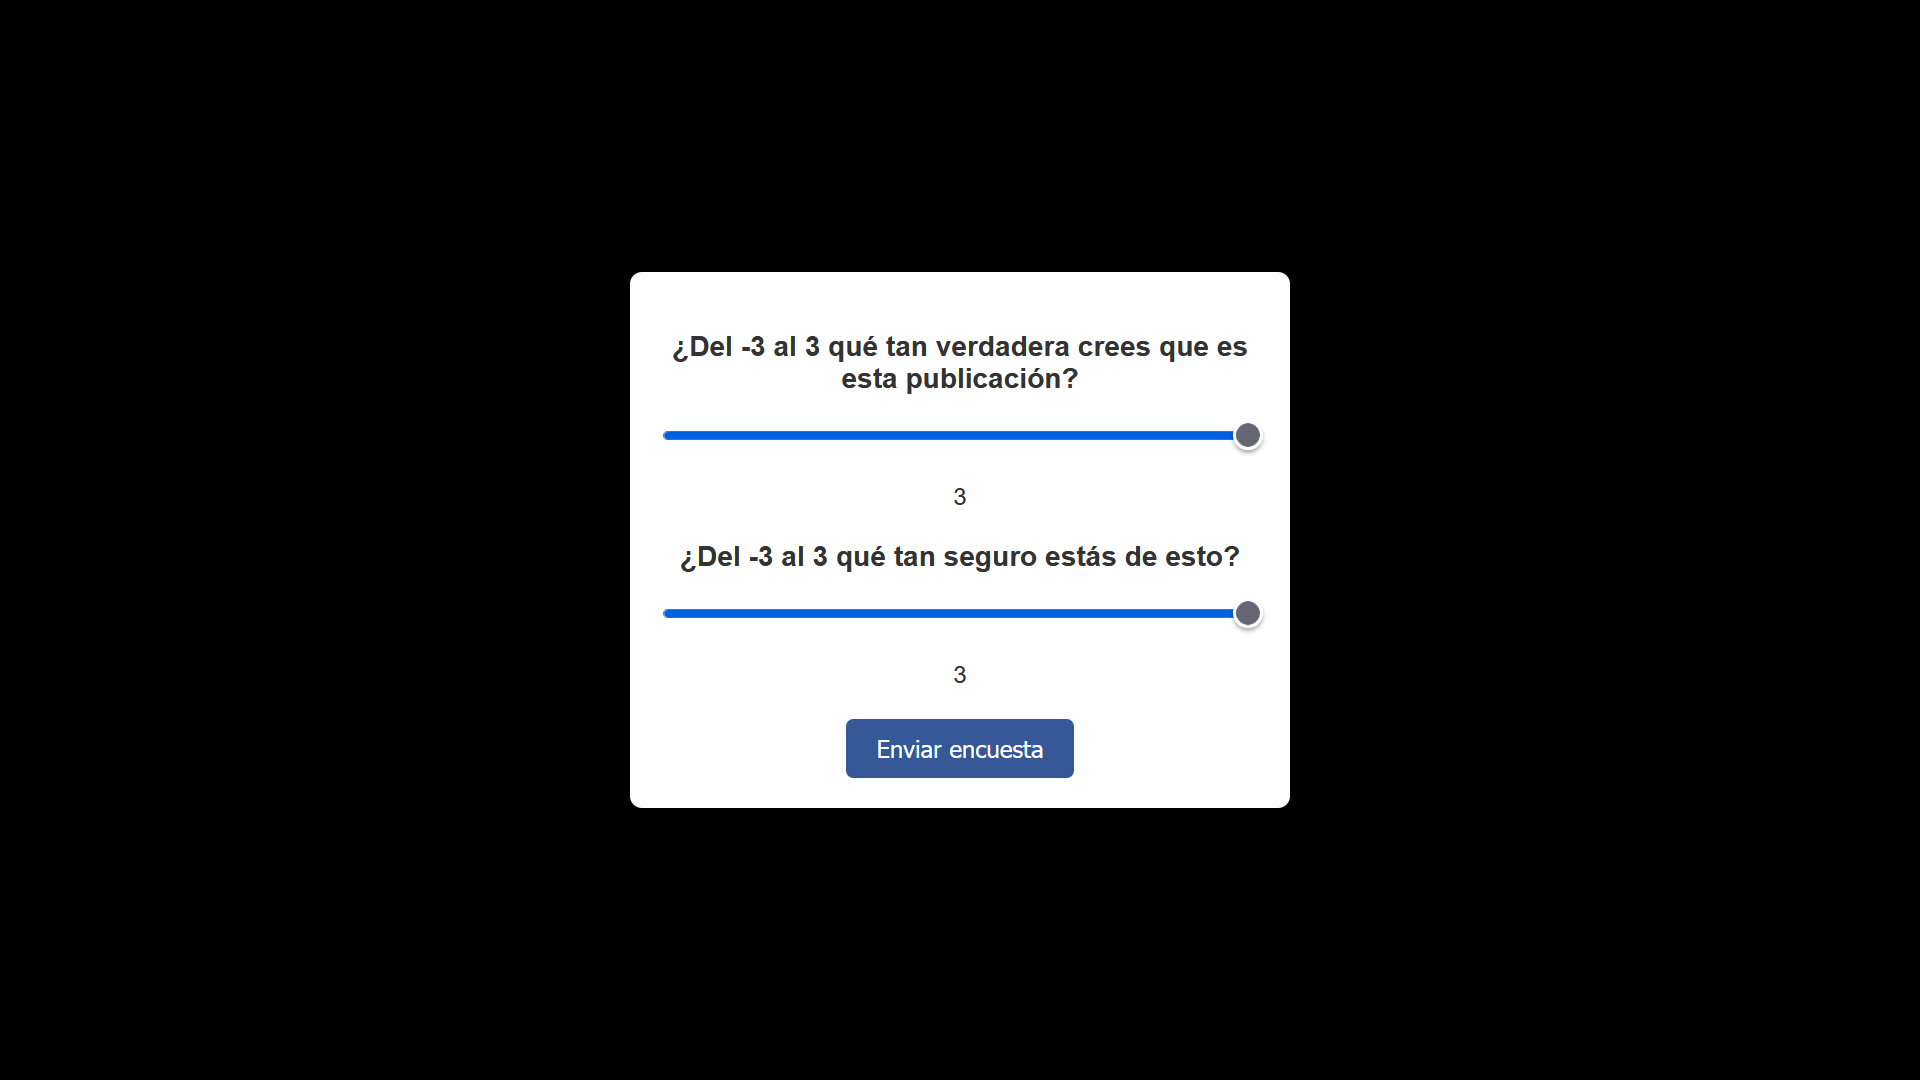 ¿Del -3 al 3 qué tan verdadera crees que es
esta publicación?
3
¿Del -3 al 3 qué tan seguro estás de esto?
3
Enviar encuesta